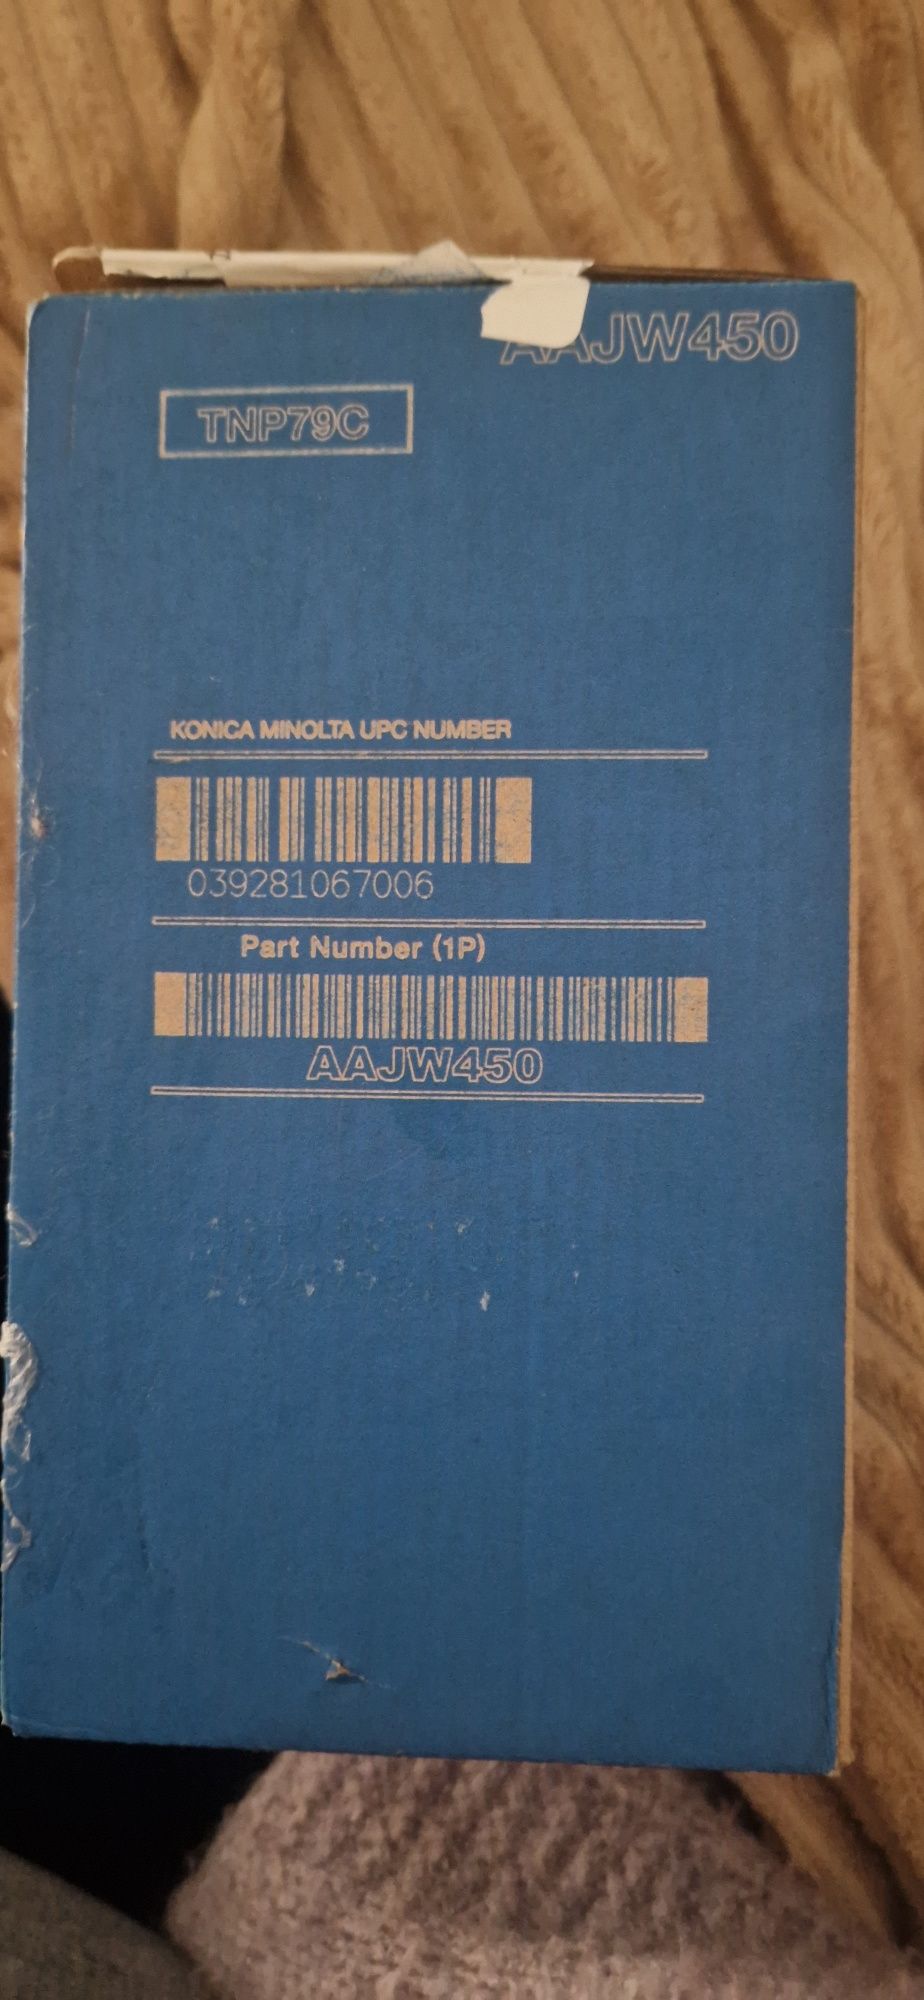 AAJW450
TNP79C
KONICA MINOLTA UPC NUMBER
039281067006
Part Number (1P)
AAJW450